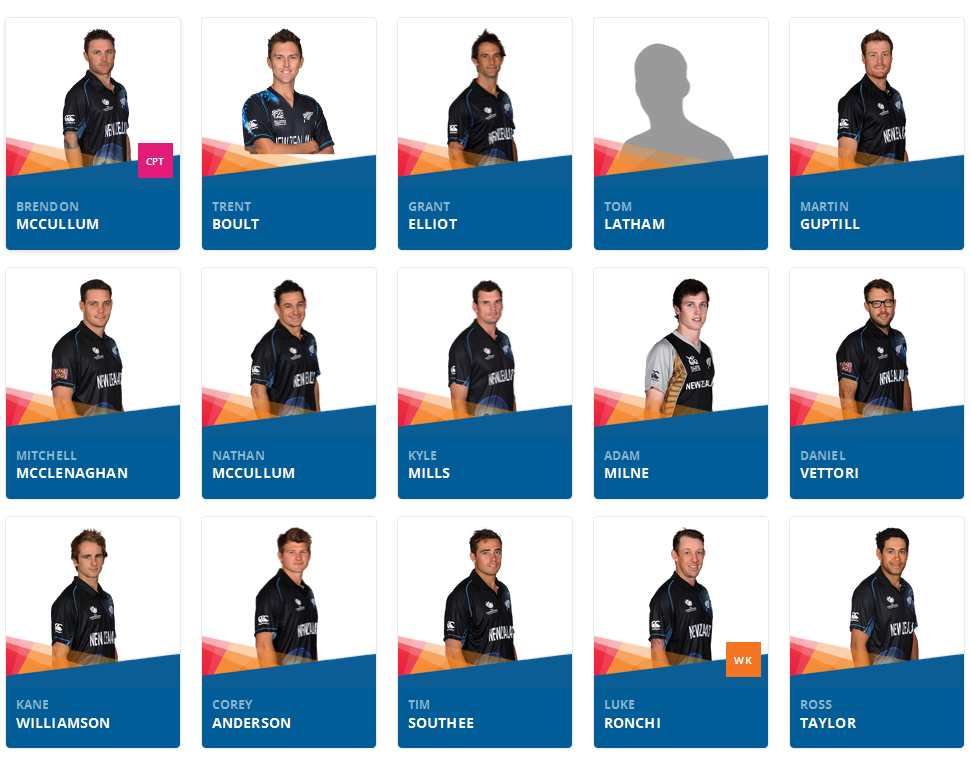 CPT
BRENDON
MCCULLUM
TRENT
BOULT
GRANT
ELLIOT
TOM
LATHAM
MARTIN
GUPTILL
MITCHELL
MCCLENAGHAN
NATHAN
MCCULLUM
KYLE
MILLS
ADAM
MILNE
DANIEL
VETTORI
KANE
WILLIAMSON
COREY
ANDERSON
TIM
SOUTHEE
WK
LUKE
RONCHI
ROSS
TAYLOR